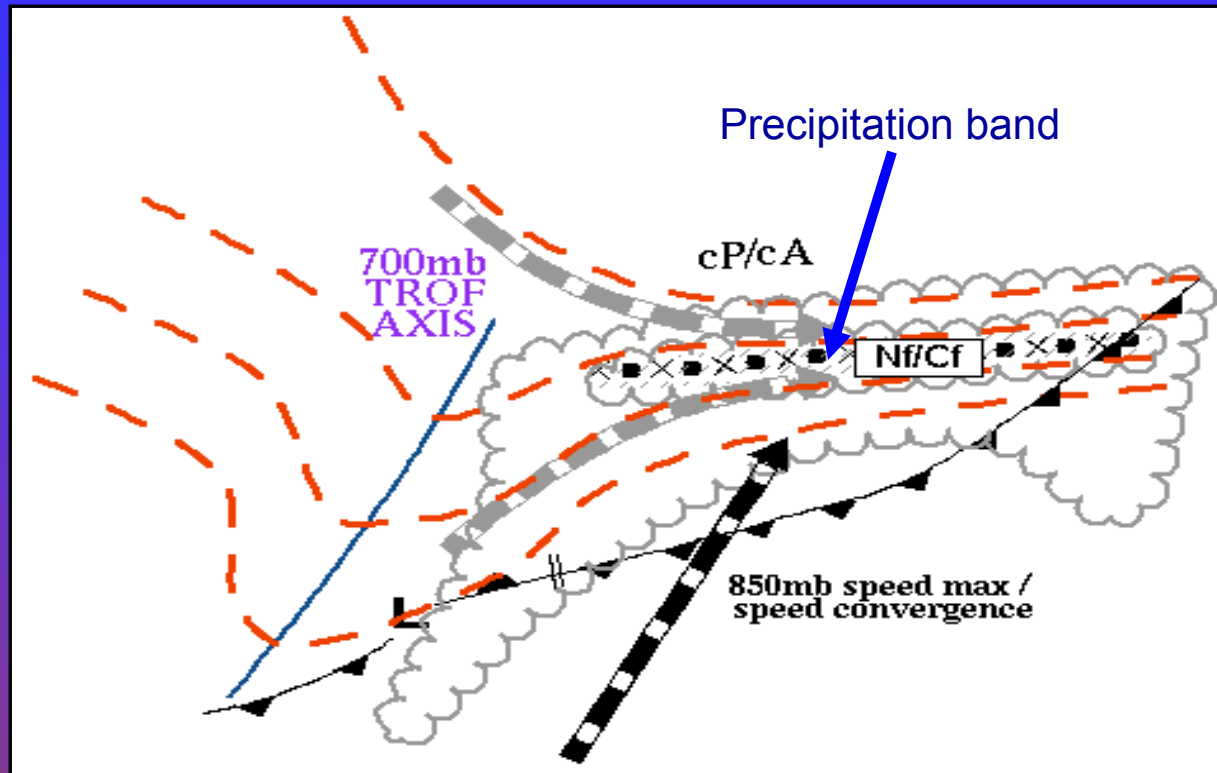 Precipitation band
700mb
TROF
AXIS
cP/cA
Nf/Cf
L
850mb speed max /
speed convergence